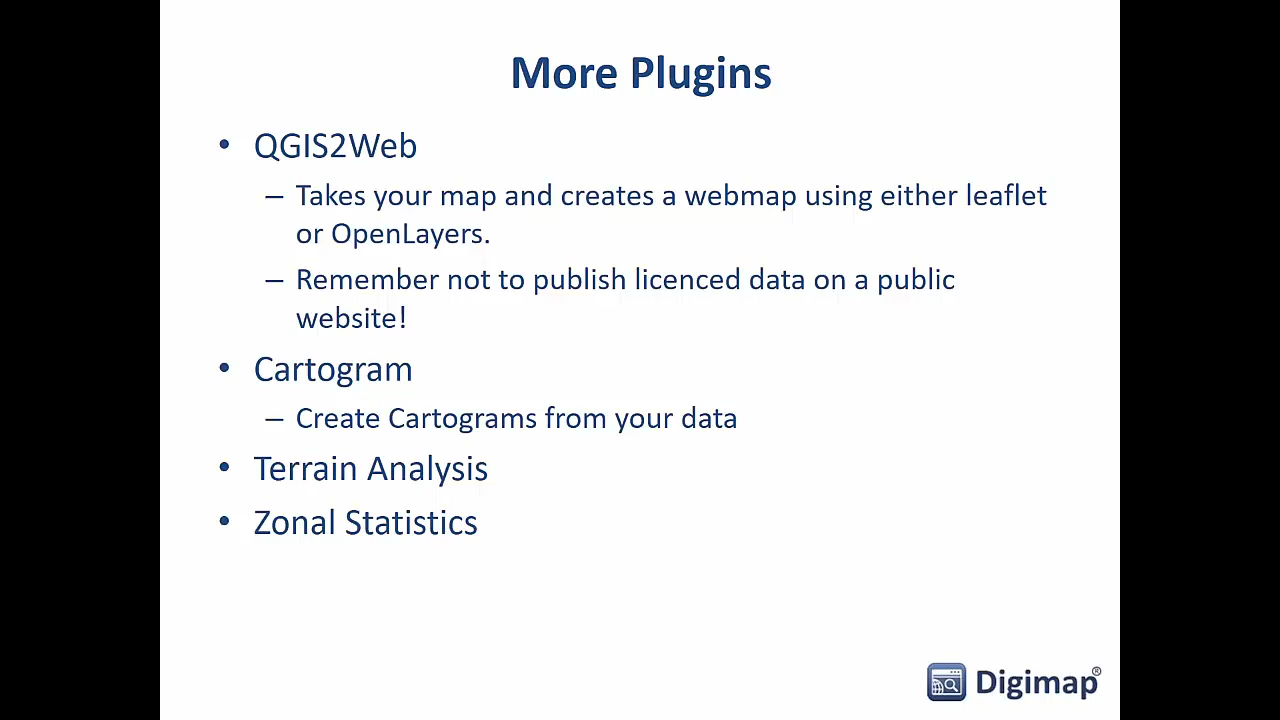 More Plugins
• QGIS2Web
– Takes your map and creates a webmap using either leaflet
or OpenLayers.
– Remember not to publish licenced data on a public
website!
• Cartogram
– Create Cartograms from your data
• Terrain Analysis
• Zonal Statistics
Digimap®